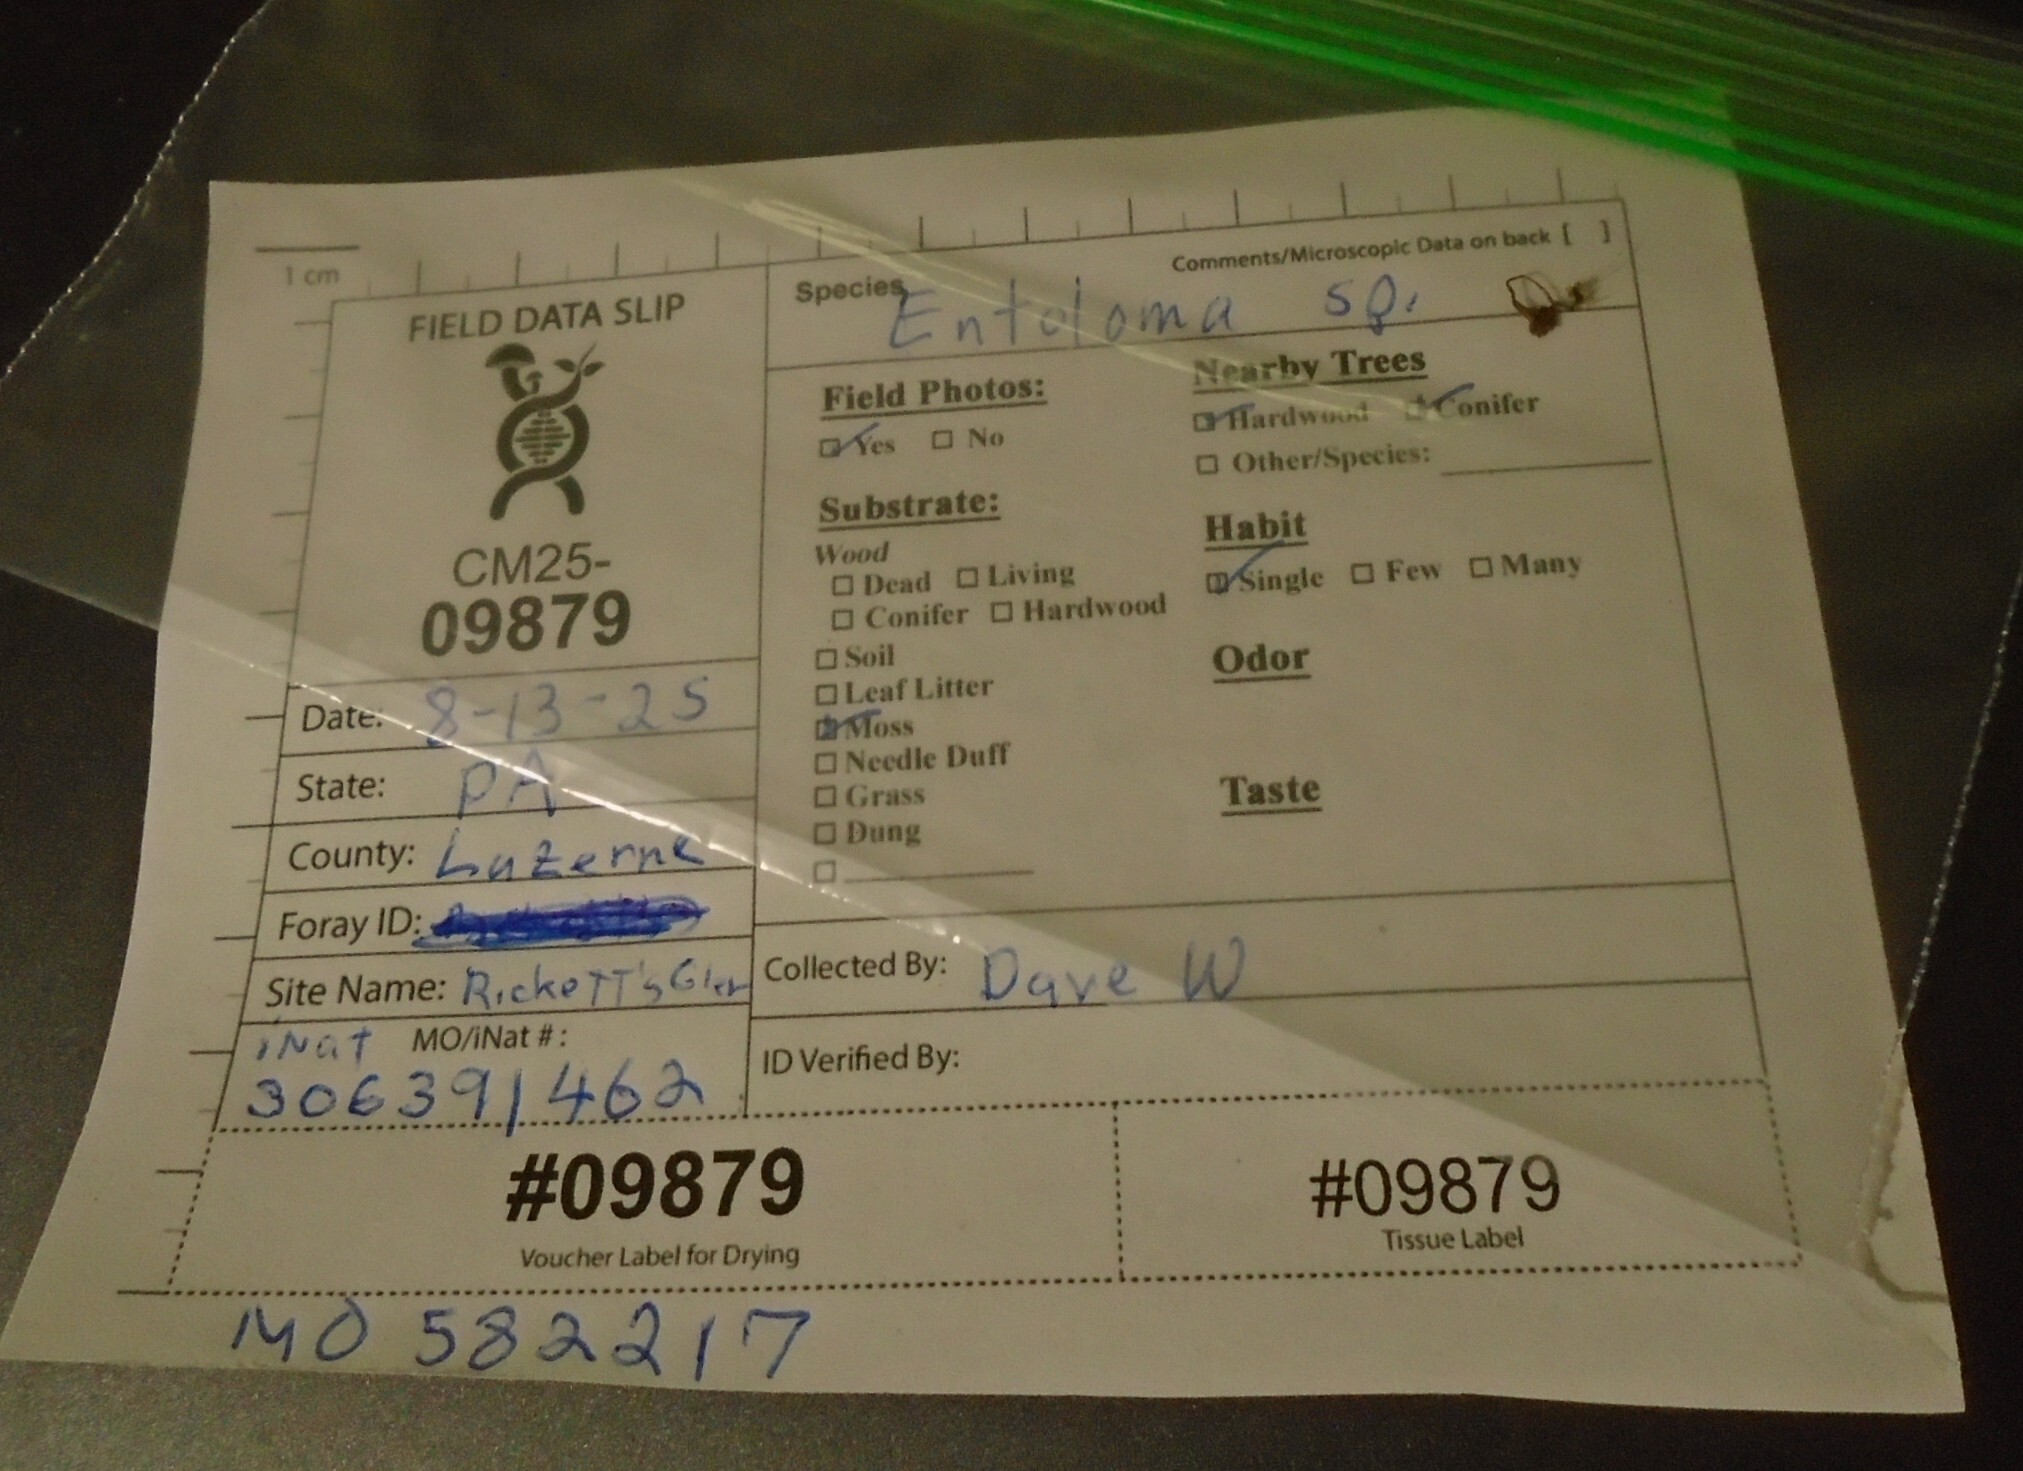 1 cm
FIELD DATA SLIP
CM25-
09879
Date: 8-13-25
State: PA
County: Luzerne
Foray ID:
Site Name: Rickett's Glen
iNat MO/iNat #:
306391462
Comments/Microscopic Data on back [ ]
Species Entoloma sp.
Field Photos:
Yes No
Substrate:
Wood
Dead Living
Conifer Hardwood
Soil
Leaf Litter
Moss
Needle Duff
Grass
Dung
Nearby Trees
Hardwood Conifer
Other/Species:
Habit
Single Few Many
Odor
Taste
Collected By: Dave W
ID Verified By:
#09879
Voucher Label for Drying
#09879
Tissue Label
MO 582217